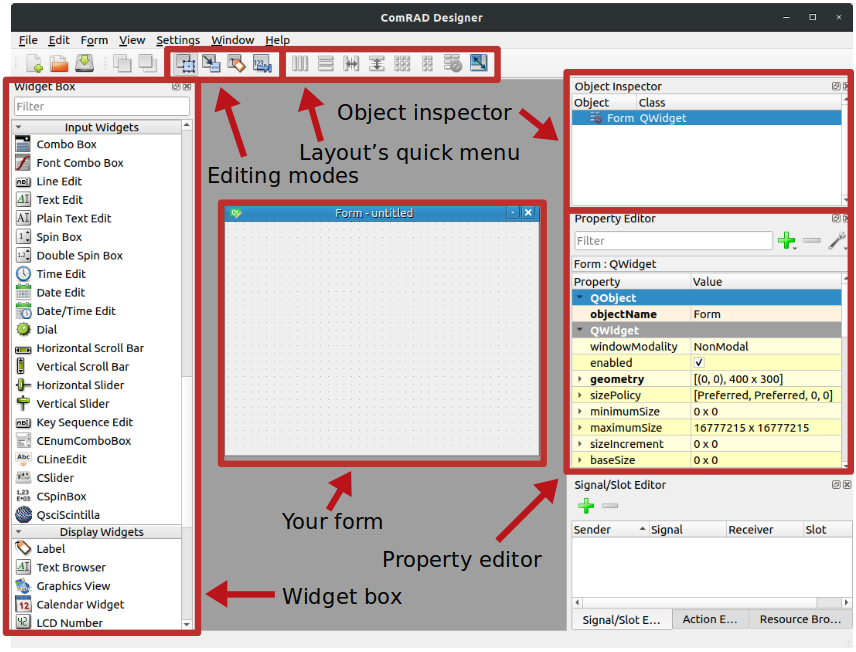 ComRAD Designer
File Edit Form View Settings Window Help
Widget Box
Filter
Input Widgets
Combo Box
Font Combo Box
Line Edit
Text Edit
Plain Text Edit
Spin Box
Double Spin Box
Time Edit
Date Edit
Date/Time Edit
Dial
Horizontal Scroll Bar
Vertical Scroll Bar
Horizontal Slider
Vertical Slider
Key Sequence Edit
CEnumComboBox
CLineEdit
CSlider
CSpinBox
QsciScintilla
Display Widgets
Label
Text Browser
Graphics View
Calendar Widget
LCD Number
Object inspector
Layout’s quick menu
Editing modes
Form - untitled
Your form
Property editor
Widget box
Object Inspector
Object Class
Form QWidget
Property Editor
Filter
Form : QWidget
Property Value
QObject
objectName Form
QWidget
windowModality NonModal
enabled
geometry [(0, 0), 400 x 300]
sizePolicy [Preferred, Preferred, 0, 0]
minimumSize 0 x 0
maximumSize 16777215 x 16777215
sizeIncrement 0 x 0
baseSize 0 x 0
Signal/Slot Editor
Sender Signal Receiver Slot
Signal/Slot E... Action E... Resource Bro...